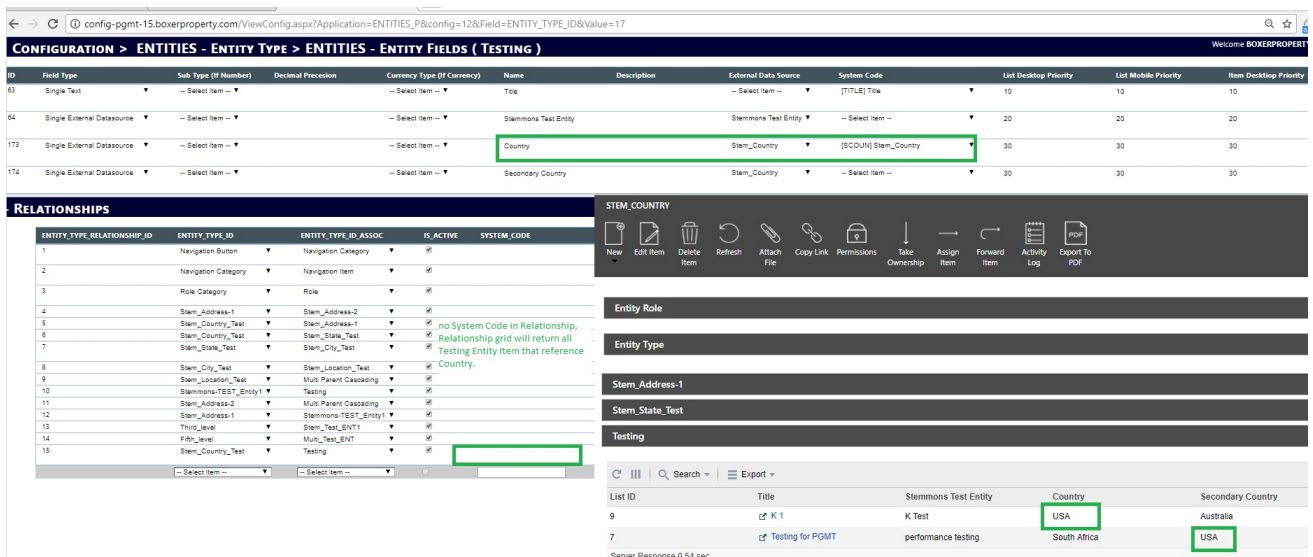 config-pgmt-15.boxerproperty.com/ViewConfig.aspx?Application=ENTITIES_P&config=12&Field=ENTITY_TYPE_ID&Value=17
CONFIGURATION > ENTITIES - ENTITY TYPE > ENTITIES - ENTITY FIELDS ( TESTING )
Welcome BOXERPROPERTY
ID Field Type Sub Type (If Number) Decimal Precesion Currency Type (If Currency) Name Description External Data Source System Code List Desktop Priority List Mobile Priority Item Desktiop Priority
63 Single Text -- Select Item -- -- Select Item -- Title -- Select Item -- [TITLE] Title 10 10 10
64 Single External Datasource -- Select Item -- -- Select Item -- Stemmons Test Entity Stemmons Test Entity -- Select Item -- 20 20 20
173 Single External Datasource -- Select Item -- -- Select Item -- Country Stem_Country [SCOUN] Stem_Country 30 30 30
174 Single External Datasource -- Select Item -- -- Select Item -- Secondary Country Stem_Country -- Select Item -- 30 30 30
- RELATIONSHIPS
ENTITY_TYPE_RELATIONSHIP_ID ENTITY_TYPE_ID ENTITY_TYPE_ID_ASSOC IS_ACTIVE SYSTEM_CODE
1 Navigation Button Navigation Category
2 Navigation Category Navigation Item
3 Role Category Role
4 Stem_Address-1 Stem_Address-2
5 Stem_Country_Test Stem_Address-1
6 Stem_Country_Test Stem_State_Test
7 Stem_State_Test Stem_City_Test
8 Stem_City_Test Stem_Location_Test
9 Stem_Location_Test Multi Parent Cascading
10 Stemmons-TEST_Entity1 Testing
11 Stem_Address-2 Multi Parent Cascading
12 Stem_Address-1 Stemmons-TEST_Entity1
13 Third_level Stem_Test_ENT1
14 Fifth_level Multi_Test_ENT
15 Stem_Country_Test Testing
-- Select Item -- -- Select Item --
no System Code in Relationship,
Relationship grid will return all
Testing Entity Item that reference
Country.
STEM_COUNTRY
New Edit Item Delete Item Refresh Attach File Copy Link Permissions Take Ownership Assign Item Forward Item Activity Log Export To PDF
PDF
Entity Role
Entity Type
Stem_Address-1
Stem_State_Test
Testing
Search Export
List ID Title Stemmons Test Entity Country Secondary Country
9 K 1 K Test USA Australia
7 Testing for PGMT performance testing South Africa USA
Server Response 0.54 sec